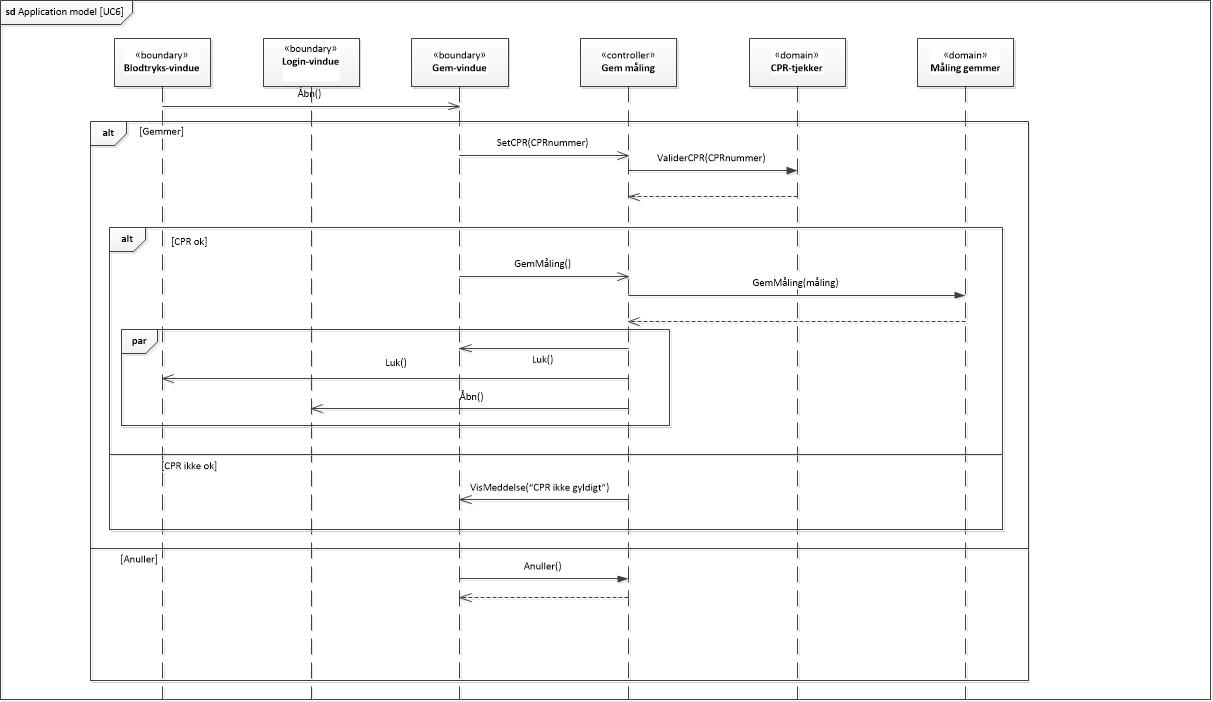 sd Application model [UC6]
«boundary»
Blodtryks-vindue
«boundary»
Login-vindue
«boundary»
Gem-vindue
«controller»
Gem måling
«domain»
CPR-tjekker
«domain»
Måling gemmer
Åbn()
alt
[Gemmer]
SetCPR(CPRnummer)
ValiderCPR(CPRnummer)
alt
[CPR ok]
GemMåling()
GemMåling(måling)
par
Luk()
Luk()
Åbn()
[CPR ikke ok]
VisMeddelse(“CPR ikke gyldigt”)
[Anuller]
Anuller()